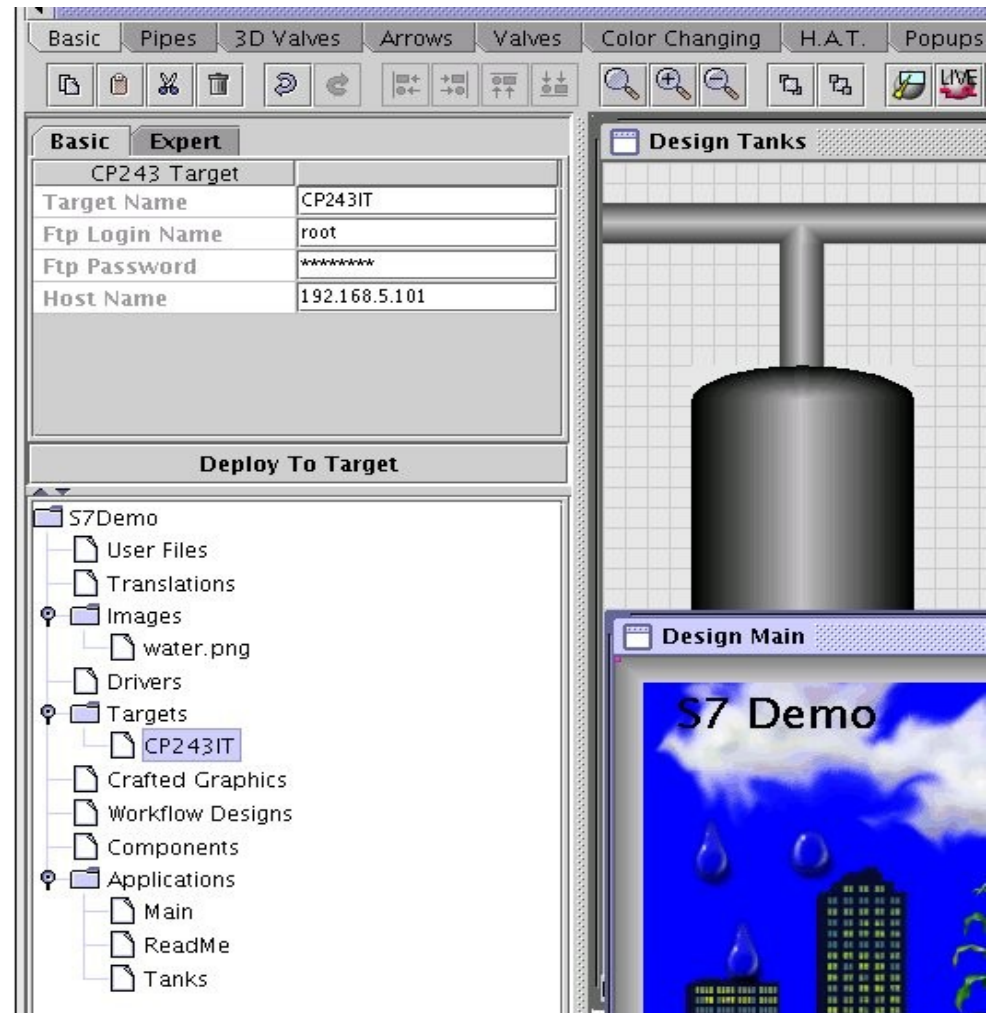 Basic Pipes 3D Valves Arrows Valves Color Changing H.A.T. Popups
LIVE
Basic Expert
CP243 Target
Target Name CP243IT
Ftp Login Name root
Ftp Password ********
Host Name 192.168.5.101
Deploy To Target
S7Demo
User Files
Translations
Images
water.png
Drivers
Targets
CP243IT
Crafted Graphics
Workflow Designs
Components
Applications
Main
ReadMe
Tanks
Design Tanks
Design Main
S7 Demo